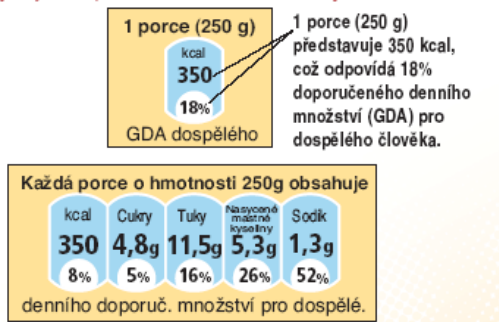 1 porce (250 g)
kcal
350
18%
GDA dospělého
1 porce (250 g)
představuje 350 kcal,
což odpovídá 18%
doporučeného denního
množství (GDA) pro
dospělého člověka.
Každá porce o hmotnosti 250g obsahuje
kcal Cukry Tuky Nasycené mastné kyseliny Sodík
350 4,8g 11,5g 5,3g 1,3g
8% 5% 16% 26% 52%
denního doporuč. množství pro dospělé.